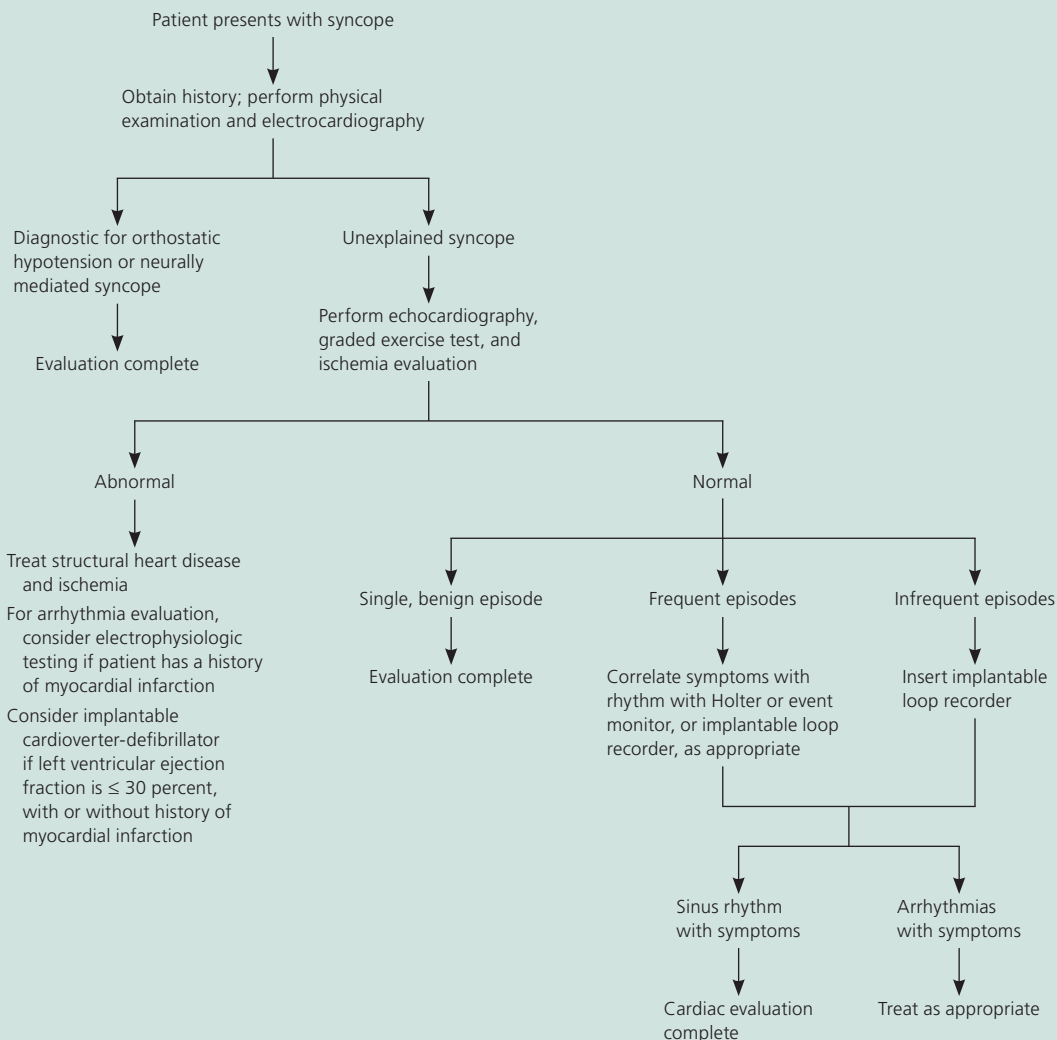 Patient presents with syncope
Obtain history; perform physical
examination and electrocardiography
Diagnostic for orthostatic
hypotension or neurally
mediated syncope
Unexplained syncope
Evaluation complete
Perform echocardiography,
graded exercise test, and
ischemia evaluation
Abnormal
Normal
Treat structural heart disease
and ischemia
For arrhythmia evaluation,
consider electrophysiologic
testing if patient has a history
of myocardial infarction
Consider implantable
cardioverter-defibrillator
if left ventricular ejection
fraction is ≤ 30 percent,
with or without history of
myocardial infarction
Single, benign episode
Frequent episodes
Infrequent episodes
Evaluation complete
Correlate symptoms with
rhythm with Holter or event
monitor, or implantable loop
recorder, as appropriate
Insert implantable
loop recorder
Sinus rhythm
with symptoms
Arrhythmias
with symptoms
Cardiac evaluation
complete
Treat as appropriate